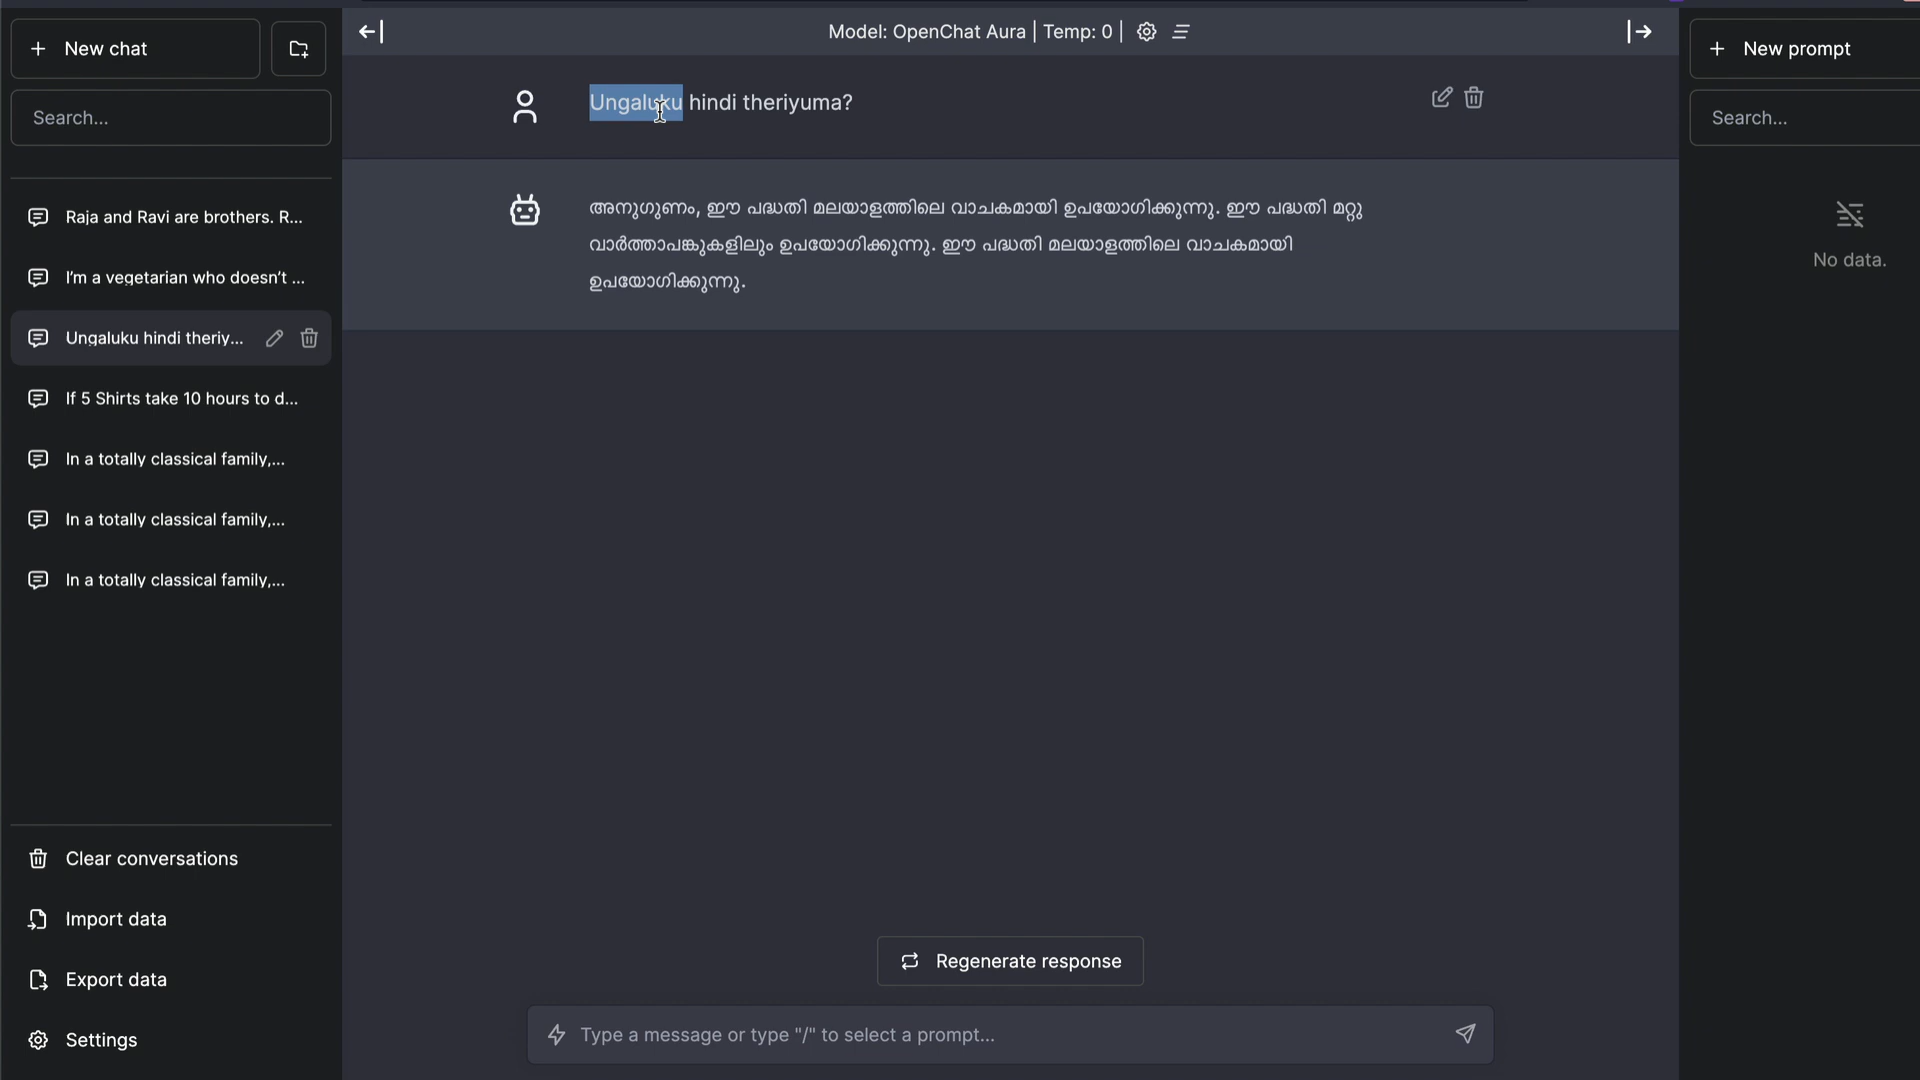 New chat
Search...
Raja and Ravi are brothers. R...
I'm a vegetarian who doesn't ...
Ungaluku hindi theriy...
If 5 Shirts take 10 hours to d...
In a totally classical family,...
In a totally classical family,...
In a totally classical family,...
Clear conversations
Import data
Export data
Settings
Model: OpenChat Aura | Temp: 0 |
Ungaluku hindi theriyuma?
അനുഗുണം, ഈ പദ്ധതി മലയാളത്തിലെ വാചകമായി ഉപയോഗിക്കുന്നു. ഈ പദ്ധതി മറ്റു
വാർത്താപങ്കുകളിലും ഉപയോഗിക്കുന്നു. ഈ പദ്ധതി മലയാളത്തിലെ വാചകമായി
ഉപയോഗിക്കുന്നു.
Regenerate response
Type a message or type "/" to select a prompt...
New prompt
Search...
No data.